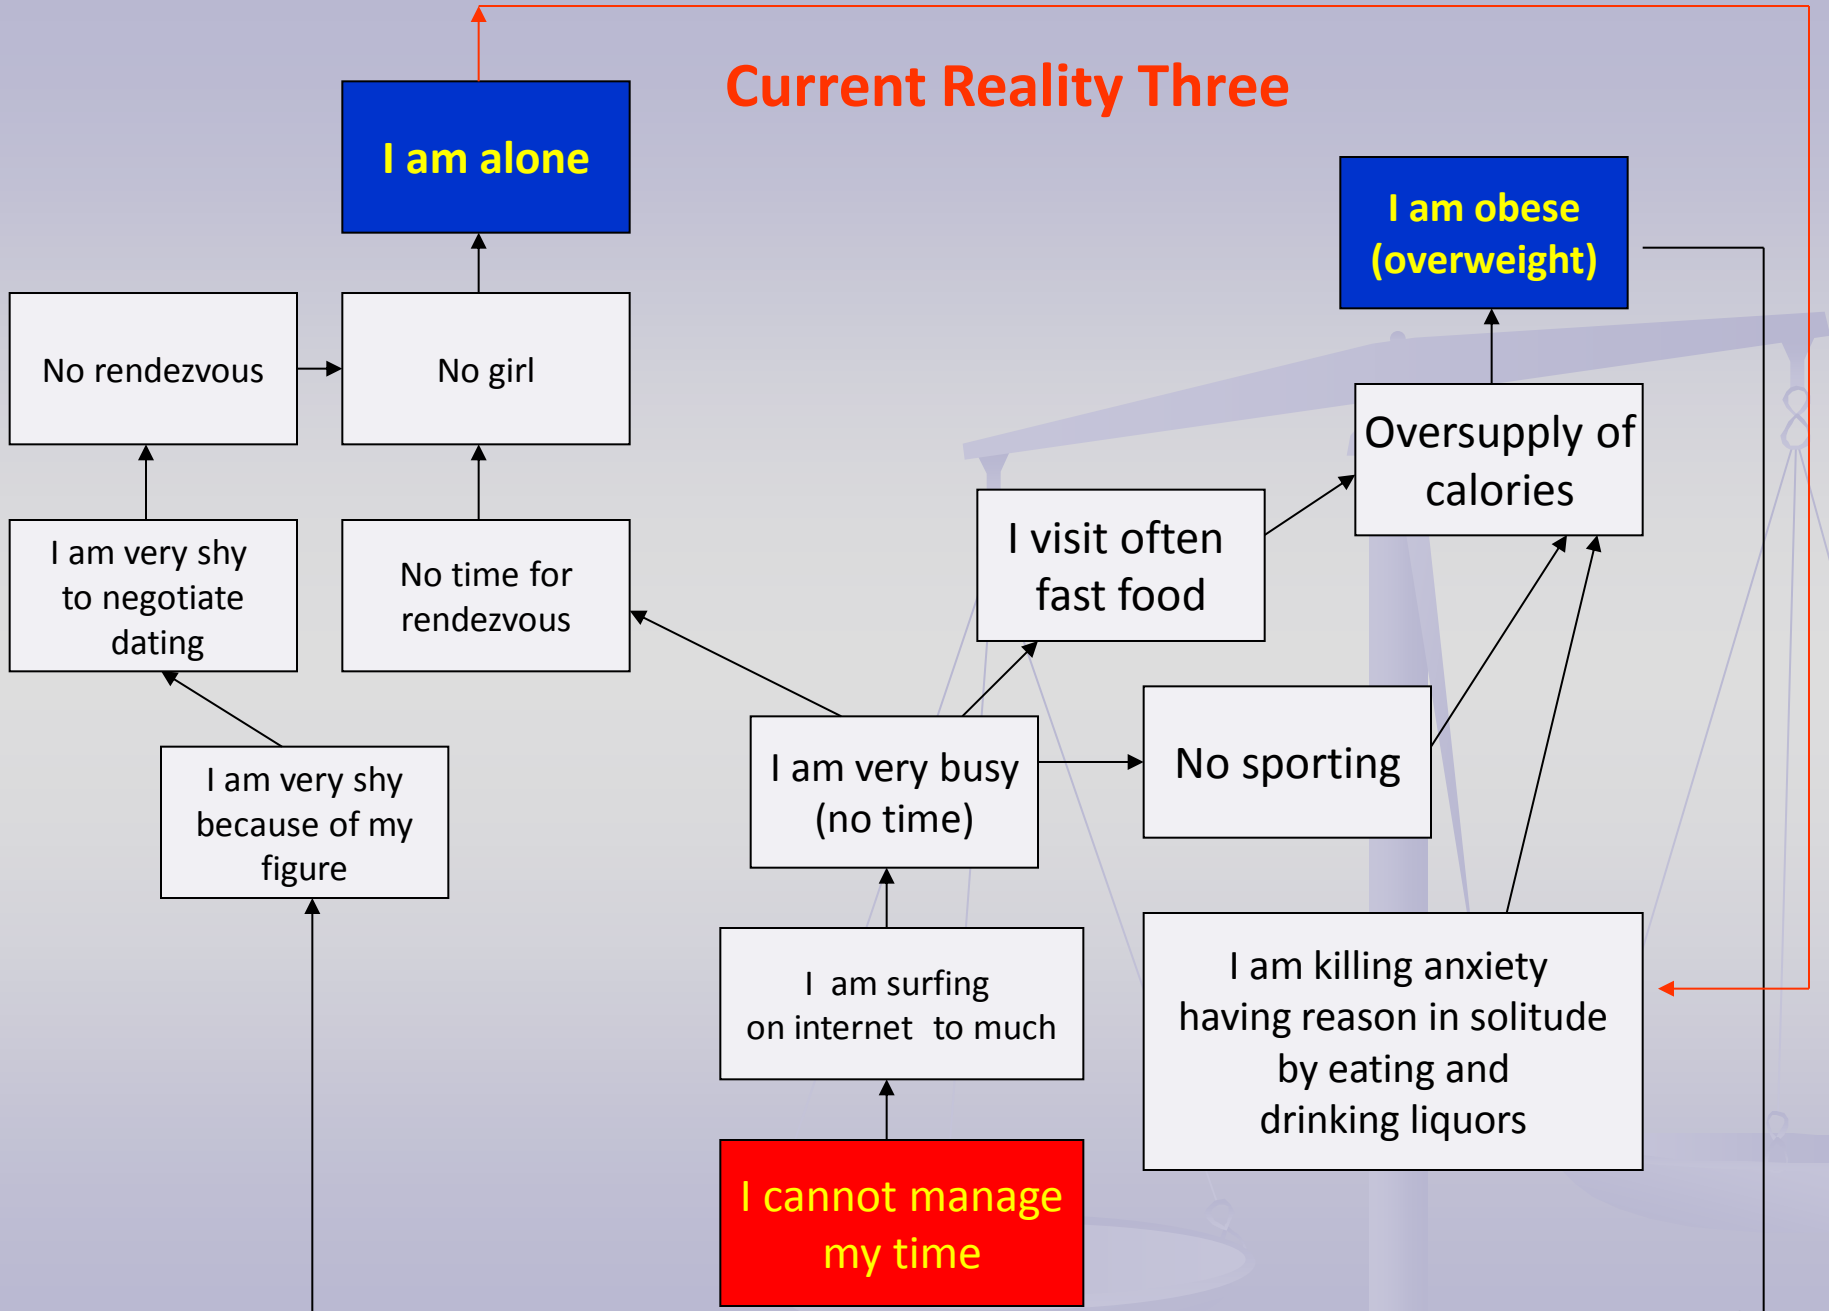 Current Reality Three
I am alone
I am obese
(overweight)
No rendezvous
No girl
Oversupply of
calories
I am very shy
to negotiate
dating
No time for
rendezvous
I visit often
fast food
I am very shy
because of my
figure
I am very busy
(no time)
No sporting
I am surfing
on internet to much
I am killing anxiety
having reason in solitude
by eating and
drinking liquors
I cannot manage
my time